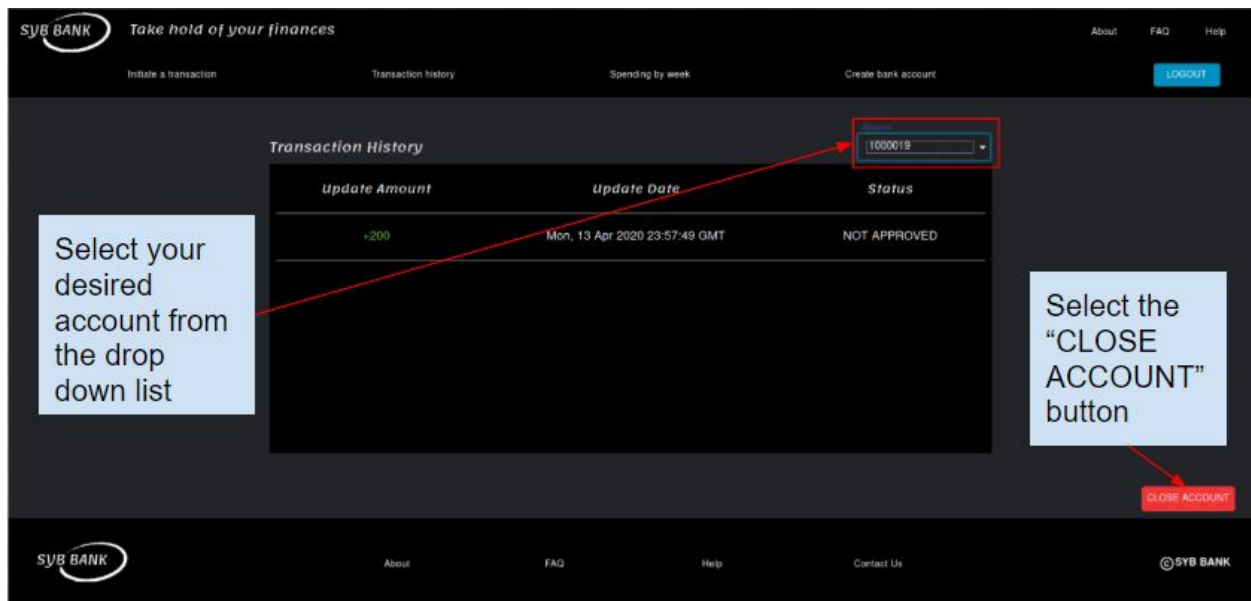 SYB BANK
Take hold of your finances
About
FAQ
Help
Initiate a transaction
Transaction history
Spending by week
Create bank account
LOGOUT
Account
1000019
Transaction History
Update Amount
Update Date
Status
+200
Mon, 13 Apr 2020 23:57:49 GMT
NOT APPROVED
Select your
desired
account from
the drop
down list
Select the
“CLOSE
ACCOUNT”
button
CLOSE ACCOUNT
SYB BANK
About
FAQ
Help
Contact Us
©SYB BANK